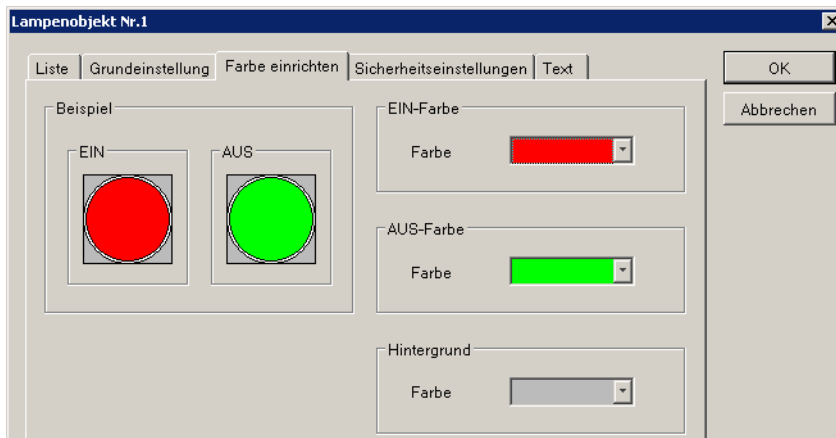 Lampenobjekt Nr.1
Liste Grundeinstellung Farbe einrichten Sicherheitseinstellungen Text
OK
Abbrechen
Beispiel
EIN AUS
EIN-Farbe
Farbe
AUS-Farbe
Farbe
Hintergrund
Farbe